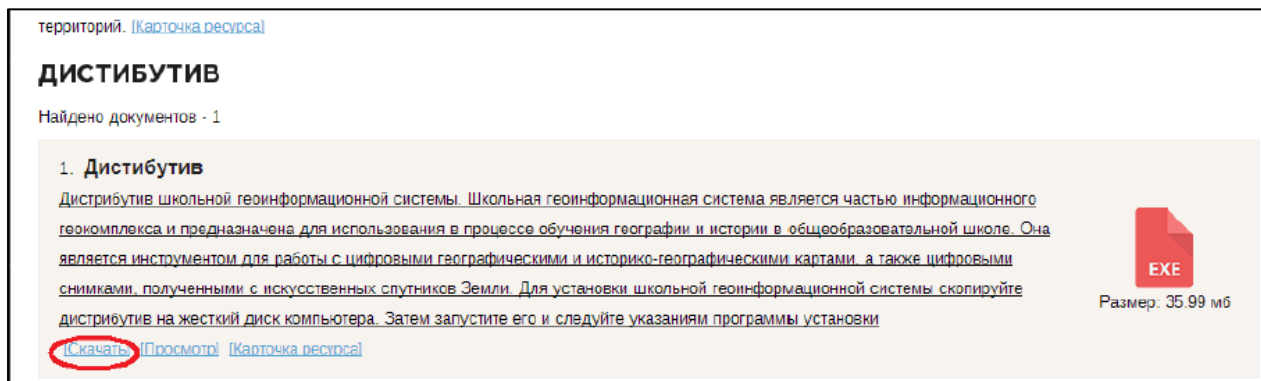 территорий. [Карточка ресурса]
ДИСТИБУТИВ
Найдено документов - 1
1. Дистибутив
Дистрибутив школьной геоинформационной системы. Школьная геоинформационная система является частью информационного
геокомплекса и предназначена для использования в процессе обучения географии и истории в общеобразовательной школе. Она
является инструментом для работы с цифровыми географическими и историко-географическими картами, а также цифровыми
снимками, полученными с искусственных спутников Земли. Для установки школьной геоинформационной системы скопируйте
дистрибутив на жесткий диск компьютера. Затем запустите его и следуйте указаниям программы установки
[Скачать] [Просмотр] [Карточка ресурса]
EXE
Размер: 35.99 мб